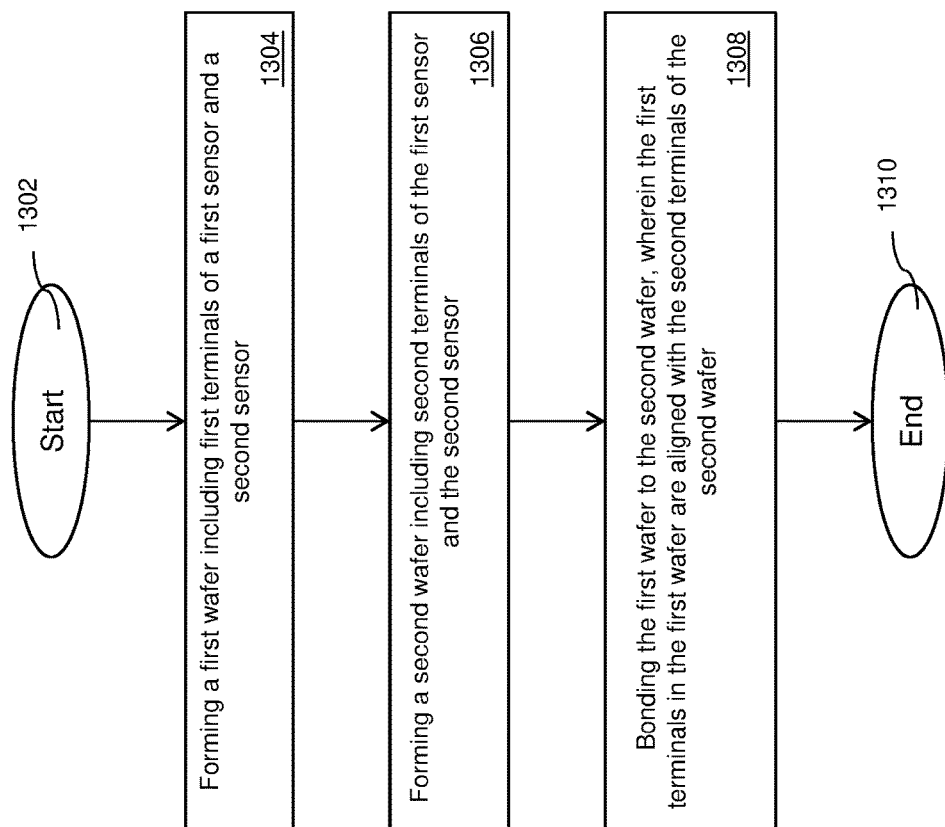 Start
1302
Forming a first wafer including first terminals of a first sensor and a
second sensor
1304
Forming a second wafer including second terminals of the first sensor
and the second sensor
1306
Bonding the first wafer to the second wafer, wherein the first
terminals in the first wafer are aligned with the second terminals of the
second wafer
1308
End
1310